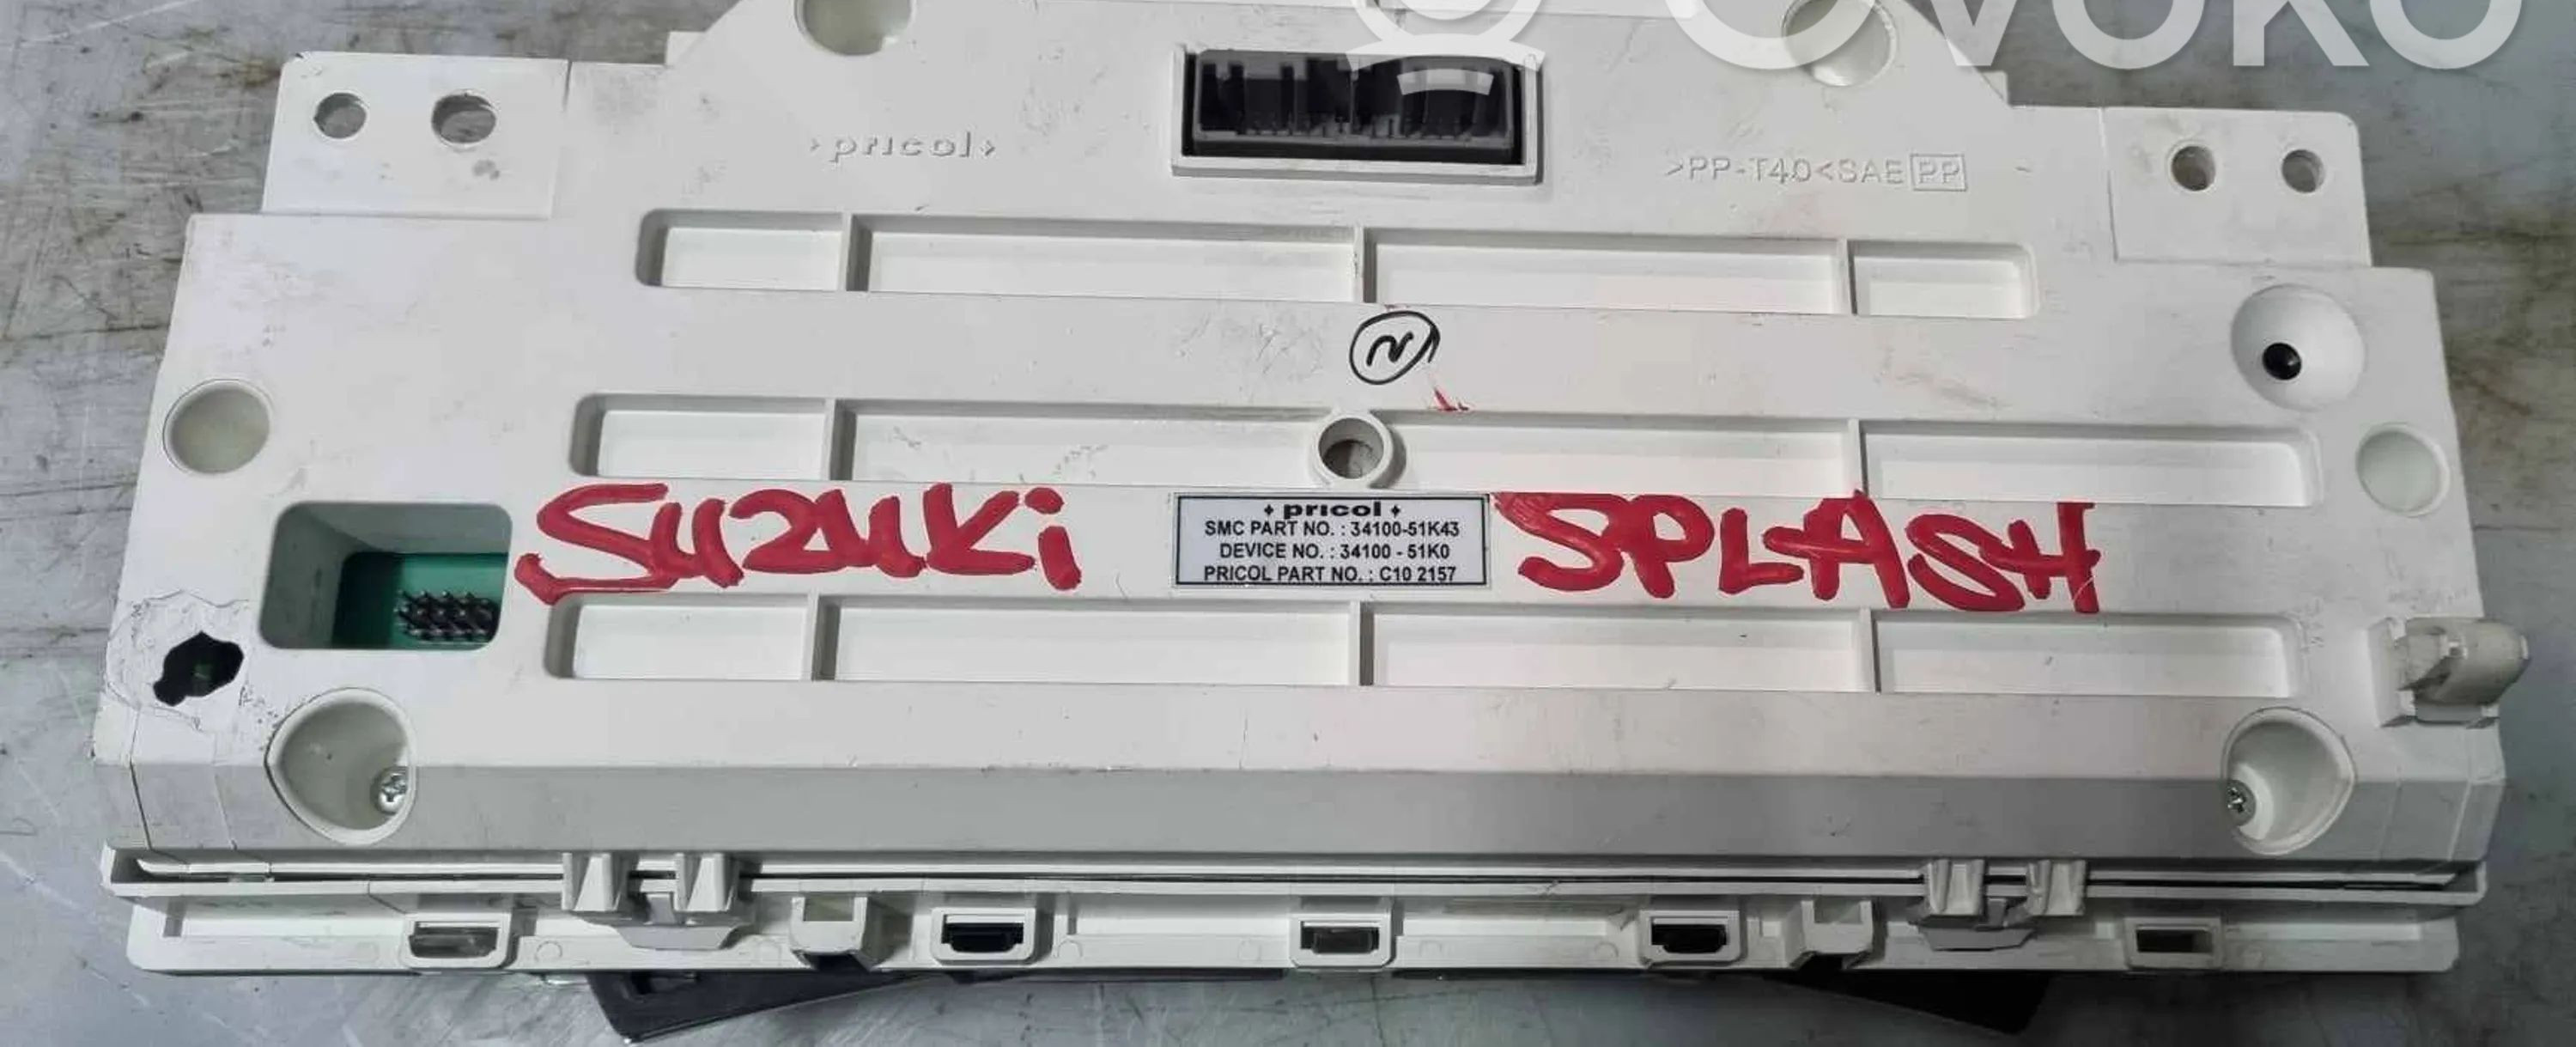 OVOKO
pricol
>PP-T40<SAE PP
N
SUZUKi
pricol
SMC PART NO. : 34100-51K43
DEVICE NO. : 34100 - 51K0
PRICOL PART NO. : C10 2157
SPLASH